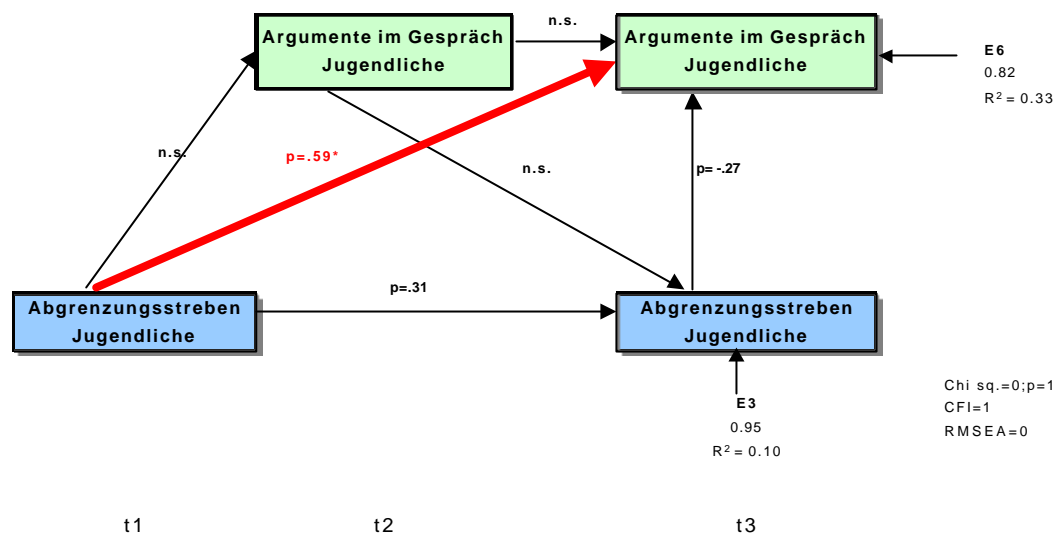 n.s.
Argumente im Gespräch
Jugendliche
Argumente im Gespräch
Jugendliche
E6
0.82
R² = 0.33
n.s.
p=.59*
n.s.
p= -.27
p=.31
Abgrenzungsstreben
Jugendliche
Abgrenzungsstreben
Jugendliche
E3
0.95
R² = 0.10
Chi sq.=0;p=1
CFI=1
RMSEA=0
t1
t2
t3